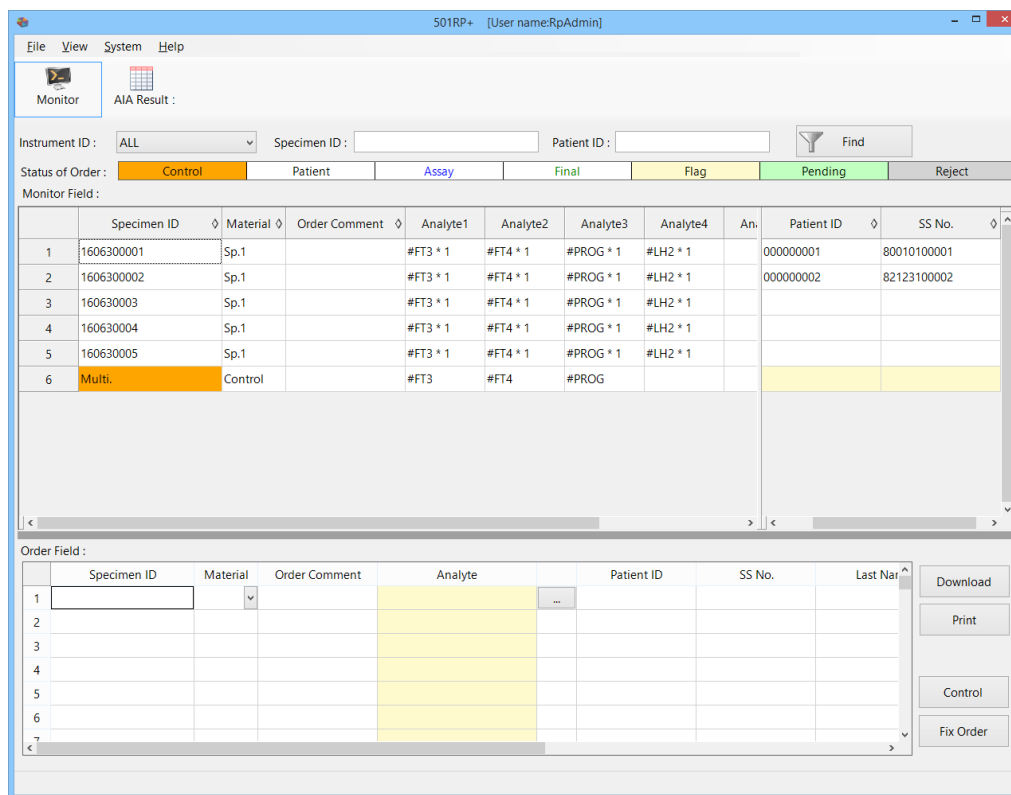 501RP+ [User name:RpAdmin]
File View System Help
Monitor AIA Result :
Instrument ID : ALL Specimen ID : Patient ID : Find
Status of Order : Control Patient Assay Final Flag Pending Reject
Monitor Field :
Specimen ID Material Order Comment Analyte1 Analyte2 Analyte3 Analyte4 Ana Patient ID SS No.
1 1606300001 Sp.1 #FT3 * 1 #FT4 * 1 #PROG * 1 #LH2 * 1 000000001 80010100001
2 1606300002 Sp.1 #FT3 * 1 #FT4 * 1 #PROG * 1 #LH2 * 1 000000002 82123100002
3 160630003 Sp.1 #FT3 * 1 #FT4 * 1 #PROG * 1 #LH2 * 1
4 160630004 Sp.1 #FT3 * 1 #FT4 * 1 #PROG * 1 #LH2 * 1
5 160630005 Sp.1 #FT3 * 1 #FT4 * 1 #PROG * 1 #LH2 * 1
6 Multi. Control #FT3 #FT4 #PROG
Order Field :
Specimen ID Material Order Comment Analyte Patient ID SS No. Last Nar
1 ...
2
3
4
5
6
7
Download
Print
Control
Fix Order